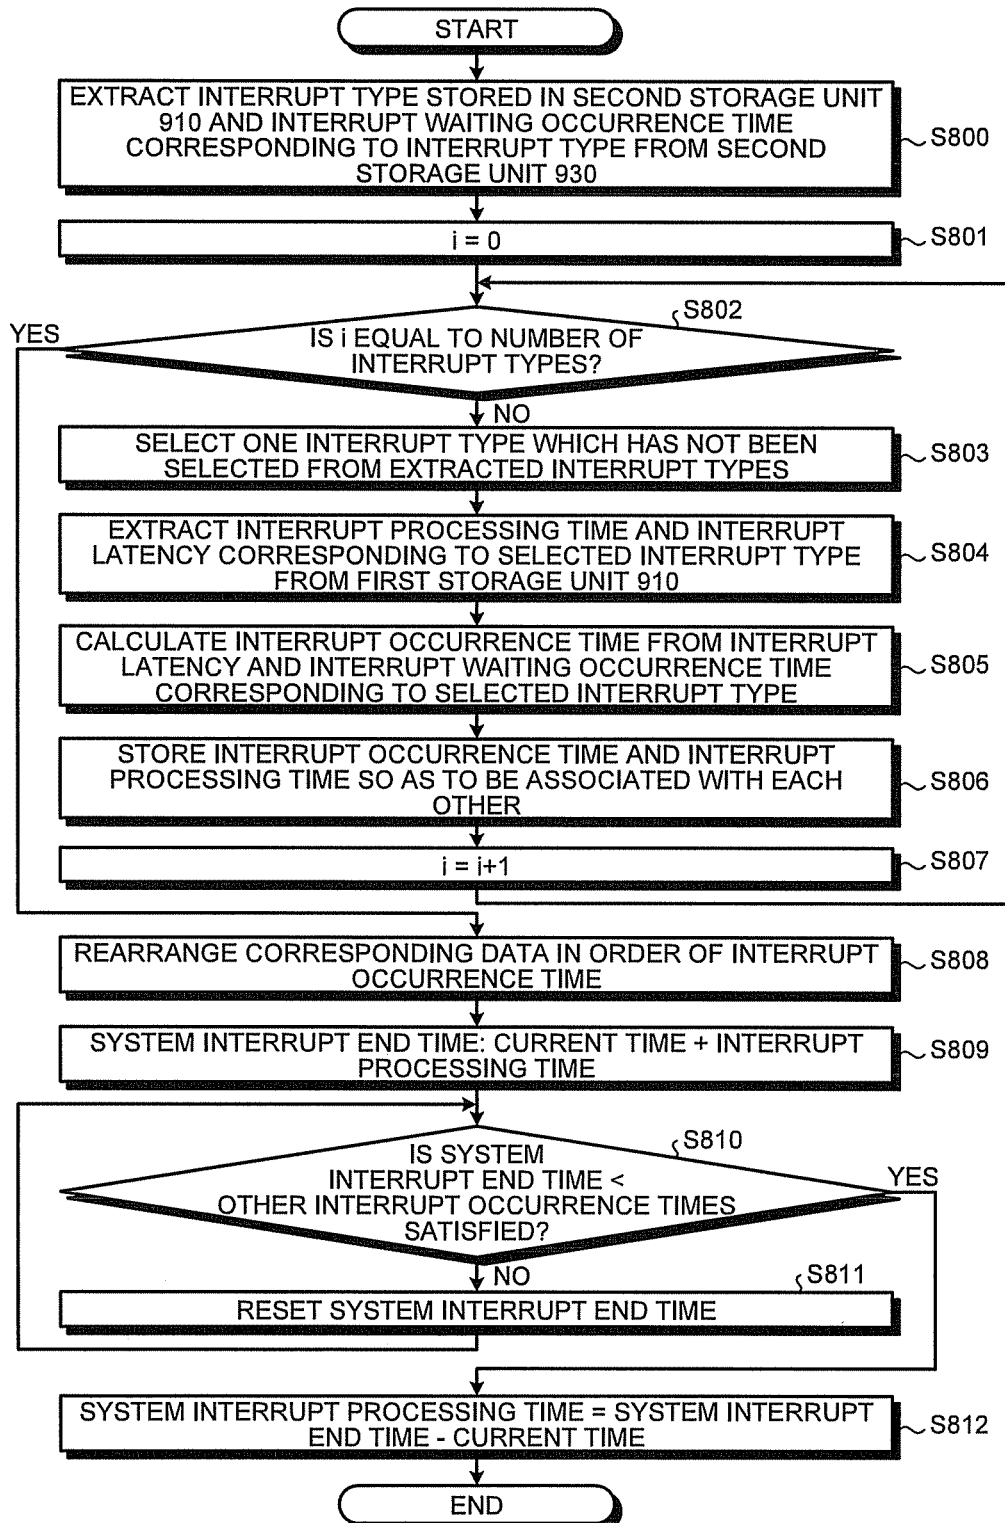 START
EXTRACT INTERRUPT TYPE STORED IN SECOND STORAGE UNIT
910 AND INTERRUPT WAITING OCCURRENCE TIME
CORRESPONDING TO INTERRUPT TYPE FROM SECOND
STORAGE UNIT 930
S800
i = 0
S801
S802
YES
IS i EQUAL TO NUMBER OF
INTERRUPT TYPES?
NO
SELECT ONE INTERRUPT TYPE WHICH HAS NOT BEEN
SELECTED FROM EXTRACTED INTERRUPT TYPES
S803
EXTRACT INTERRUPT PROCESSING TIME AND INTERRUPT
LATENCY CORRESPONDING TO SELECTED INTERRUPT TYPE
FROM FIRST STORAGE UNIT 910
S804
CALCULATE INTERRUPT OCCURRENCE TIME FROM INTERRUPT
LATENCY AND INTERRUPT WAITING OCCURRENCE TIME
CORRESPONDING TO SELECTED INTERRUPT TYPE
S805
STORE INTERRUPT OCCURRENCE TIME AND INTERRUPT
PROCESSING TIME SO AS TO BE ASSOCIATED WITH EACH
OTHER
S806
i = i+1
S807
REARRANGE CORRESPONDING DATA IN ORDER OF INTERRUPT
OCCURRENCE TIME
S808
SYSTEM INTERRUPT END TIME: CURRENT TIME + INTERRUPT
PROCESSING TIME
S809
S810
IS SYSTEM
INTERRUPT END TIME <
OTHER INTERRUPT OCCURRENCE TIMES
SATISFIED?
YES
NO
S811
RESET SYSTEM INTERRUPT END TIME
SYSTEM INTERRUPT PROCESSING TIME = SYSTEM INTERRUPT
END TIME - CURRENT TIME
S812
END